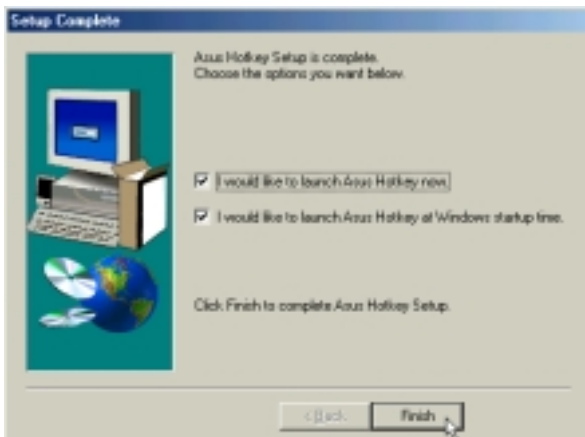 Setup Complete
Asus Hotkey Setup is complete.
Choose the options you want below.
I would like to launch Asus Hotkey now.
I would like to launch Asus Hotkey at Windows startup time.
Click Finish to complete Asus Hotkey Setup.
< Back
Finish